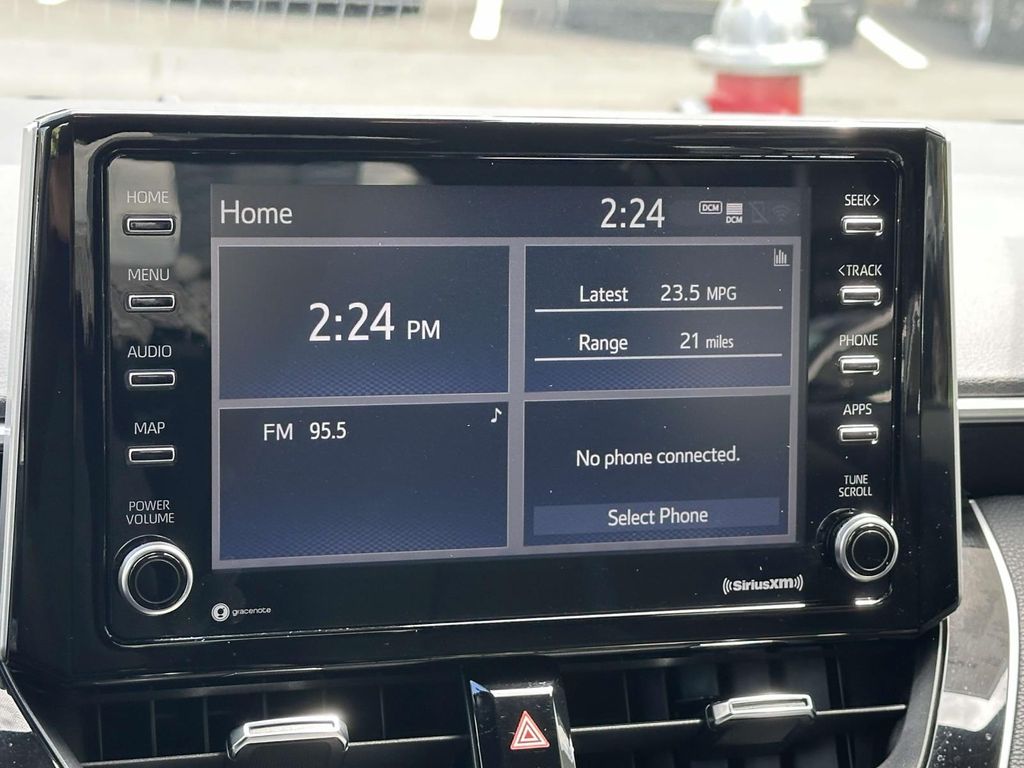 HOME
MENU
AUDIO
MAP
POWER
VOLUME
Home 2:24 DCM DCM
2:24 PM
Latest 23.5 MPG
Range 21 miles
FM 95.5
No phone connected.
Select Phone
SEEK>
<TRACK
PHONE
APPS
TUNE
SCROLL
gracenote
((SiriusXM))